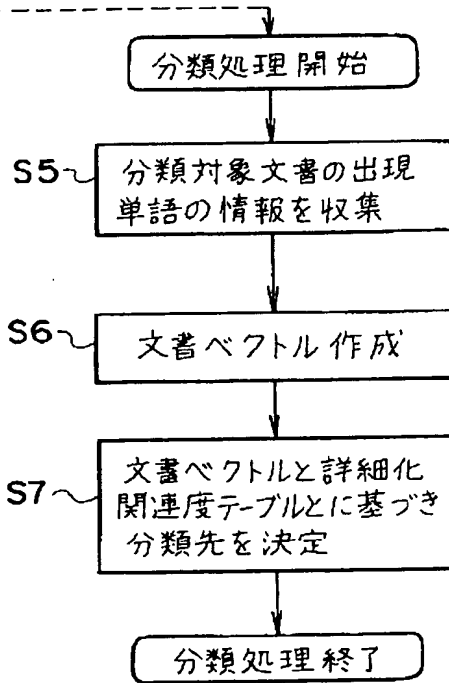 分類処理開始
S5
分類対象文書の出現
単語の情報を収集
S6
文書ベクトル作成
S7
文書ベクトルと詳細化
関連度テーブルとに基づき
分類先を決定
分類処理終了